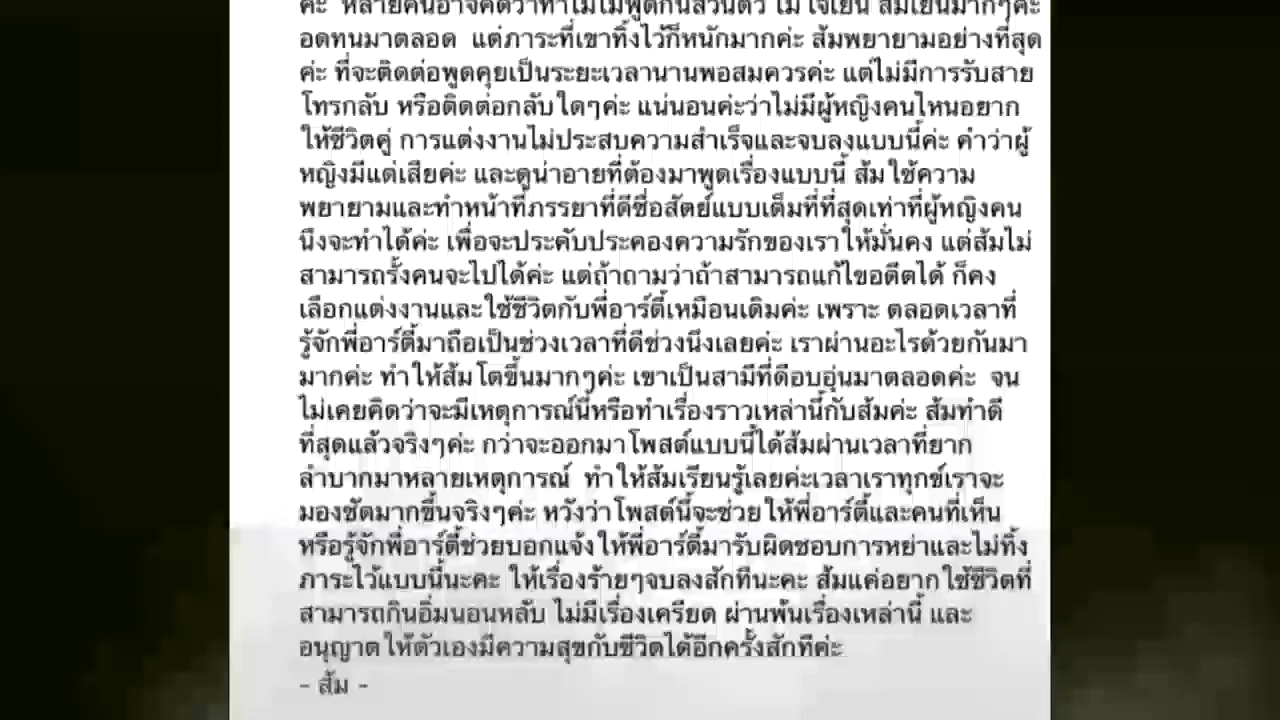 ค่ะ หลายคนอาจคิดว่าทำไมไม่พูดกันส่วนตัว ไม่ใจเย็น ส้มเย็นมากๆค่ะ
อดทนมาตลอด แต่ภาระที่เขาทิ้งไว้ก็หนักมากค่ะ ส้มพยายามอย่างที่สุด
ค่ะ ที่จะติดต่อพูดคุยเป็นระยะเวลานานพอสมควรค่ะ แต่ไม่มีการรับสาย
โทรกลับ หรือติดต่อกลับใดๆค่ะ แน่นอนค่ะว่าไม่มีผู้หญิงคนไหนอยาก
ให้ชีวิตคู่ การแต่งงานไม่ประสบความสำเร็จและจบลงแบบนี้ค่ะ คำว่าผู้
หญิงมีแต่เสียค่ะ และดูน่าอายที่ต้องมาพูดเรื่องแบบนี้ ส้มใช้ความ
พยายามและทำหน้าที่ภรรยาที่ดีซื่อสัตย์แบบเต็มที่ที่สุดเท่าที่ผู้หญิงคน
นึงจะทำได้ค่ะ เพื่อจะประคับประคองความรักของเราให้มั่นคง แต่ส้มไม่
สามารถรั้งคนจะไปได้ค่ะ แต่ถ้าถามว่าถ้าสามารถแก้ไขอดีตได้ ก็คง
เลือกแต่งงานและใช้ชีวิตกับพี่อาร์ตี้เหมือนเดิมค่ะ เพราะ ตลอดเวลาที่
รู้จักพี่อาร์ตี้มาถือเป็นช่วงเวลาที่ดีช่วงนึงเลยค่ะ เราผ่านอะไรด้วยกันมา
มากค่ะ ทำให้ส้มโตขึ้นมากๆค่ะ เขาเป็นสามีที่ดีอบอุ่นมาตลอดค่ะ จน
ไม่เคยคิดว่าจะมีเหตุการณ์นี้หรือทำเรื่องราวเหล่านี้กับส้มค่ะ ส้มทำดี
ที่สุดแล้วจริงๆค่ะ กว่าจะออกมาโพสต์แบบนี้ได้ส้มผ่านเวลาที่ยาก
ลำบากมาหลายเหตุการณ์ ทำให้ส้มเรียนรู้เลยค่ะเวลาเราทุกข์เราจะ
มองชัดมากขึ้นจริงๆค่ะ หวังว่าโพสต์นี้จะช่วยให้พี่อาร์ตี้และคนที่เห็น
หรือรู้จักพี่อาร์ตี้ช่วยบอกแจ้งให้พี่อาร์ตี้มารับผิดชอบการหย่าและไม่ทิ้ง
ภาระไว้แบบนี้นะคะ ให้เรื่องร้ายๆจบลงสักทีนะคะ ส้มแค่อยากใช้ชีวิตที่
สามารถกินอิ่มนอนหลับ ไม่มีเรื่องเครียด ผ่านพ้นเรื่องเหล่านี้ และ
อนุญาตให้ตัวเองมีความสุขกับชีวิตได้อีกครั้งสักทีค่ะ
- ส้ม -